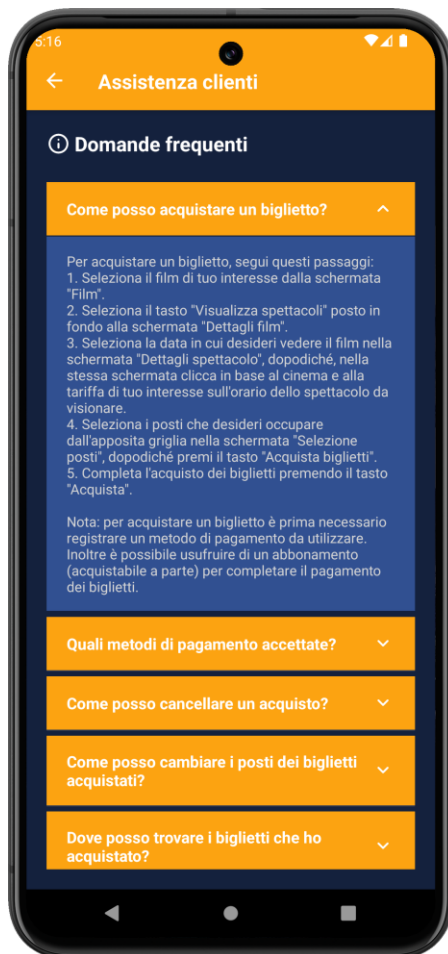 5:16
Assistenza clienti
Domande frequenti
Come posso acquistare un biglietto?
Per acquistare un biglietto, segui questi passaggi:
1. Seleziona il film di tuo interesse dalla schermata
"Film".
2. Seleziona il tasto "Visualizza spettacoli" posto in
fondo alla schermata "Dettagli film".
3. Seleziona la data in cui desideri vedere il film nella
schermata "Dettagli spettacolo", dopodiché, nella
stessa schermata clicca in base al cinema e alla
tariffa di tuo interesse sull'orario dello spettacolo da
visionare.
4. Seleziona i posti che desideri occupare
dall'apposita griglia nella schermata "Selezione
posti", dopodiché premi il tasto "Acquista biglietti".
5. Completa l'acquisto dei biglietti premendo il tasto
"Acquista".
Nota: per acquistare un biglietto è prima necessario
registrare un metodo di pagamento da utilizzare.
Inoltre è possibile usufruire di un abbonamento
(acquistabile a parte) per completare il pagamento
dei biglietti.
Quali metodi di pagamento accettate?
Come posso cancellare un acquisto?
Come posso cambiare i posti dei biglietti
acquistati?
Dove posso trovare i biglietti che ho
acquistato?